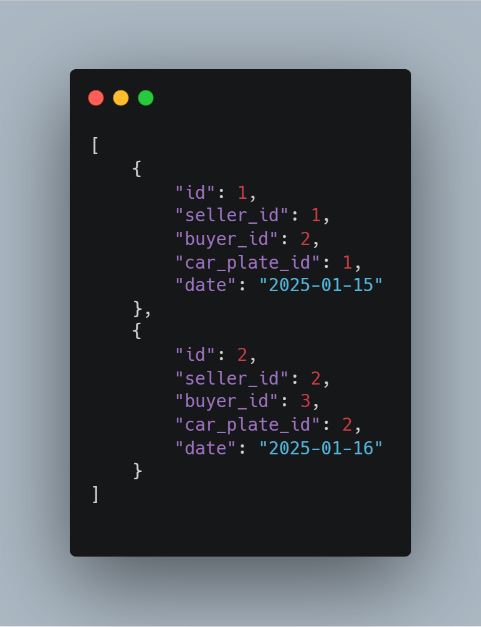 [
    {
        "id": 1,
        "seller_id": 1,
        "buyer_id": 2,
        "car_plate_id": 1,
        "date": "2025-01-15"
    },
    {
        "id": 2,
        "seller_id": 2,
        "buyer_id": 3,
        "car_plate_id": 2,
        "date": "2025-01-16"
    }
]